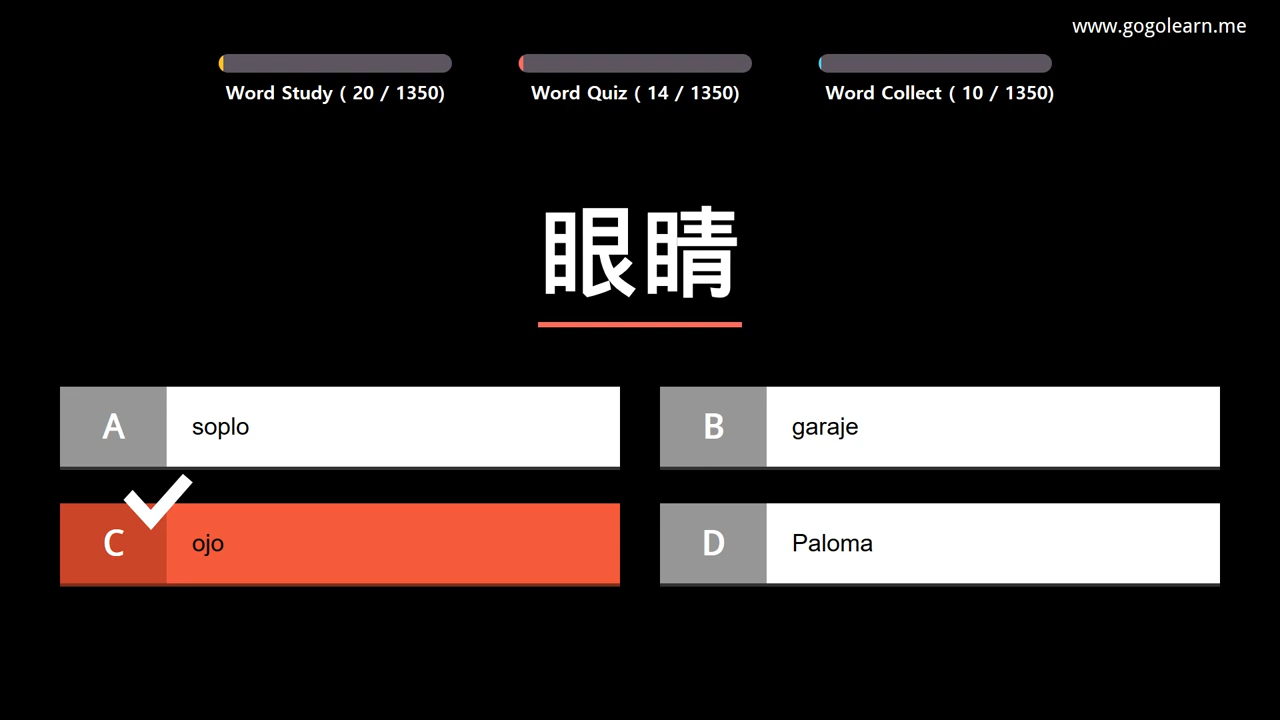 www.gogolearn.me
Word Study ( 20 / 1350)
Word Quiz ( 14 / 1350)
Word Collect ( 10 / 1350)
眼睛
A soplo
B garaje
C ojo
D Paloma